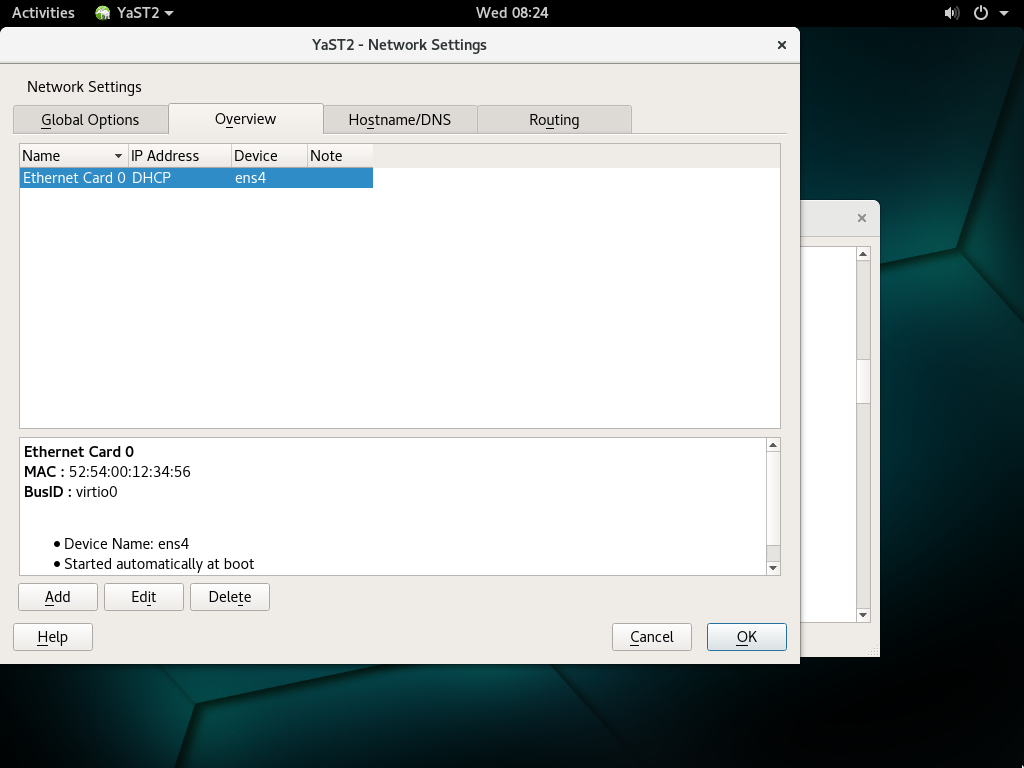 Activities YaST2 Wed 08:24
YaST2 - Network Settings
Network Settings
Global Options Overview Hostname/DNS Routing
Name IP Address Device Note
Ethernet Card 0 DHCP ens4
Ethernet Card 0
MAC : 52:54:00:12:34:56
BusID : virtio0
• Device Name: ens4
• Started automatically at boot
Add Edit Delete
Help Cancel OK